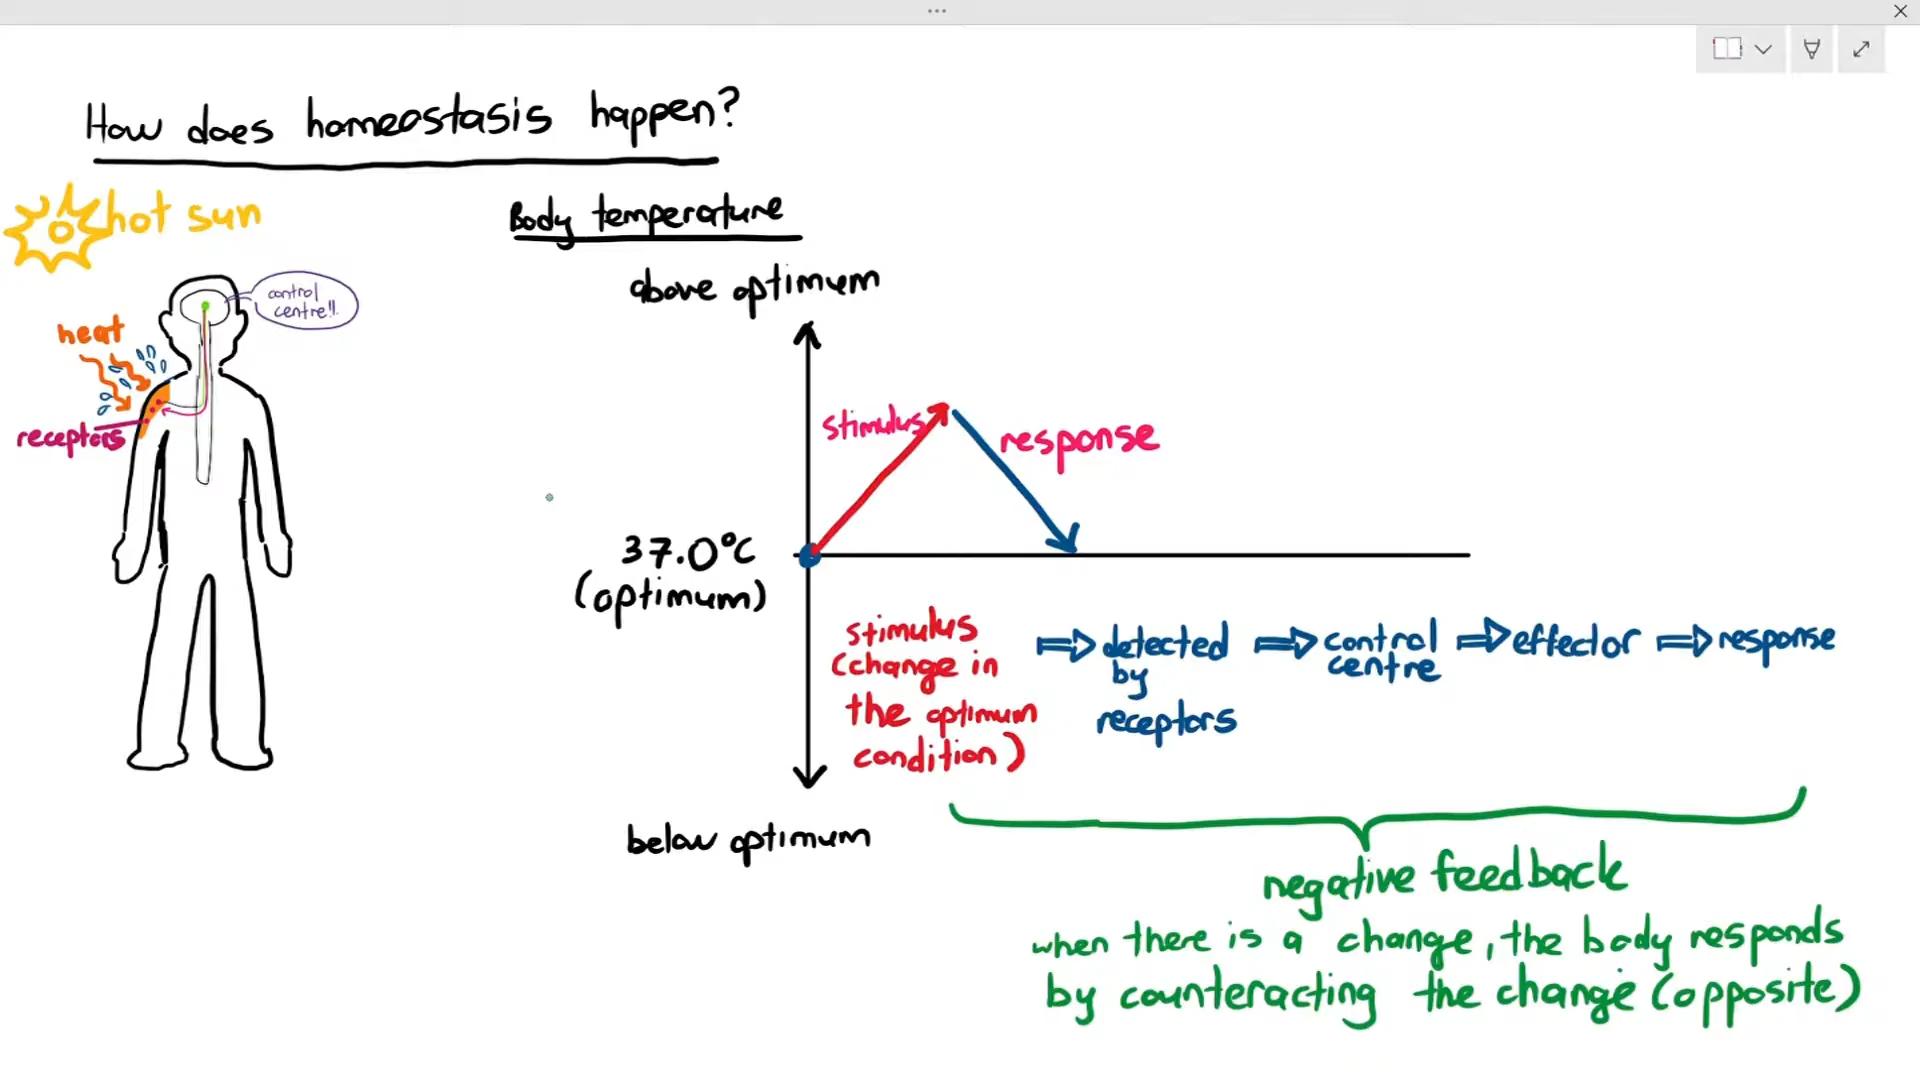 How does homeostasis happen?
hot sun
Body temperature
above optimum
control
centre!!
heat
receptors
stimulus
response
37.0°C
(optimum)
stimulus
(change in
the optimum
condition)
⇒ detected
by
receptors
⇒ control
centre
⇒ effector
⇒ response
below optimum
negative feedback
when there is a change, the body responds
by counteracting the change (opposite)